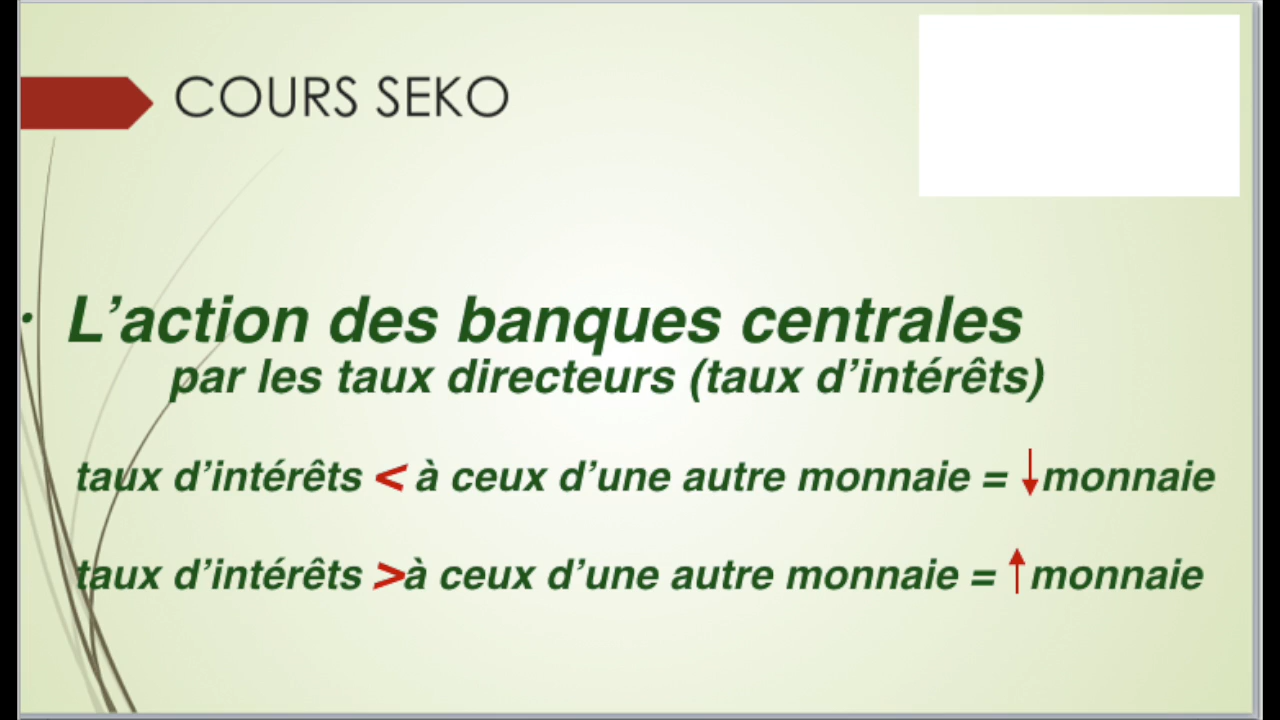 COURS SEKO
• L’action des banques centrales
par les taux directeurs (taux d’intérêts)
taux d’intérêts < à ceux d’une autre monnaie = ↓monnaie
taux d’intérêts >à ceux d’une autre monnaie = ↑monnaie